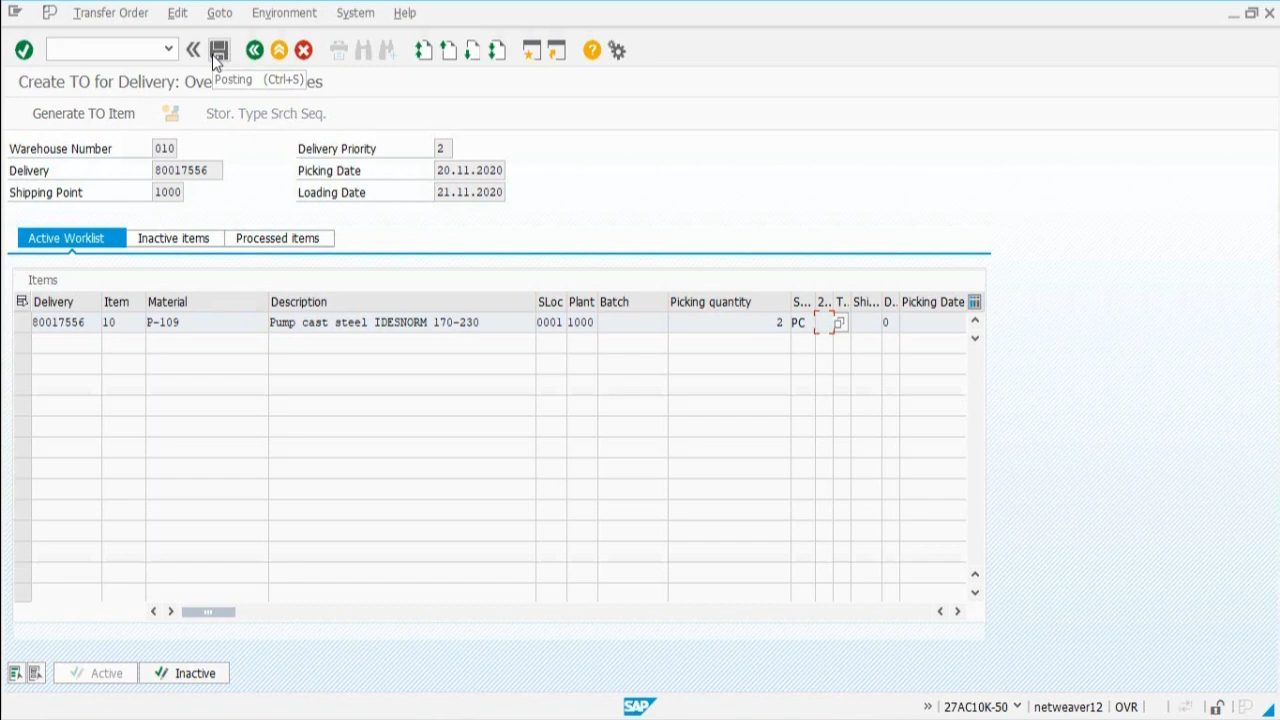 Transfer Order Edit Goto Environment System Help
Create TO for Delivery: Ove
Posting (Ctrl+S)
es
Generate TO Item Stor. Type Srch Seq.
Warehouse Number 010 Delivery Priority 2
Delivery 80017556 Picking Date 20.11.2020
Shipping Point 1000 Loading Date 21.11.2020
Active Worklist Inactive items Processed items
Items
Delivery Item Material Description SLoc Plant Batch Picking quantity S... 2.. T.. Shi... D.. Picking Date
80017556 10 P-109 Pump cast steel IDESNORM 170-230 0001 1000 2 PC 0
Active Inactive
SAP » 27AC10K-50 netweaver12 OVR